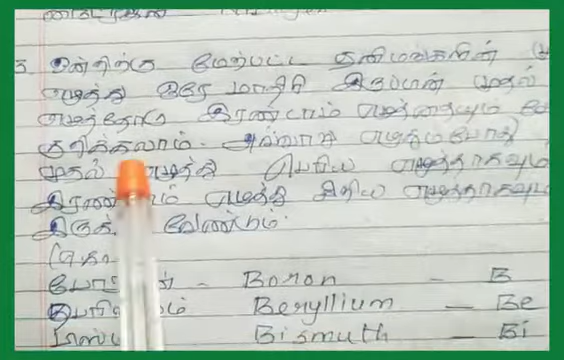 3. ஒன்றிற்கு மேற்பட்ட தனிமங்களின்
எழுத்து ஒரே மாதிரி இருப்பின் முதல்
எழுத்தோடு இரண்டாம் எழுத்தையும்
குறிக்கலாம். அவ்வாறு எழுதும்போது
முதல் எழுத்து பெரிய எழுத்தாகவும்
இரண்டாம் எழுத்து சிறிய எழுத்தாகவும்
இருக்க வேண்டும்.
Boron - B
Beryllium - Be
Bismuth - Bi